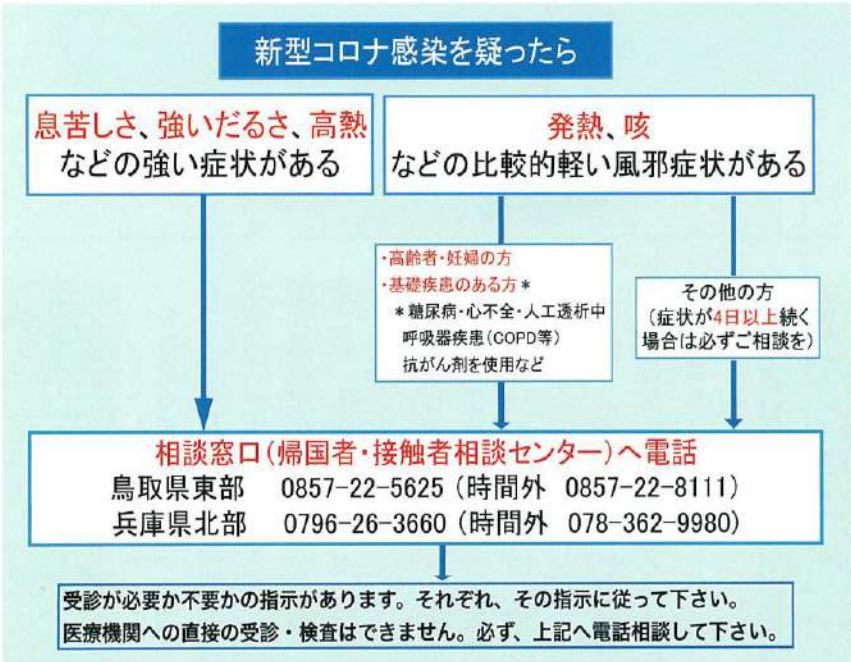 新型コロナ感染を疑ったら
息苦しさ、強いだるさ、高熱
などの強い症状がある
発熱、咳
などの比較的軽い風邪症状がある
・高齢者・妊婦の方
・基礎疾患のある方*
*糖尿病・心不全・人工透析中
呼吸器疾患(COPD等)
抗がん剤を使用など
その他の方
(症状が4日以上続く
場合は必ずご相談を)
相談窓口(帰国者・接触者相談センター)へ電話
鳥取県東部 0857-22-5625 (時間外 0857-22-8111)
兵庫県北部 0796-26-3660 (時間外 078-362-9980)
受診が必要か不要かの指示があります。それぞれ、その指示に従って下さい。
医療機関への直接の受診・検査はできません。必ず、上記へ電話相談して下さい。